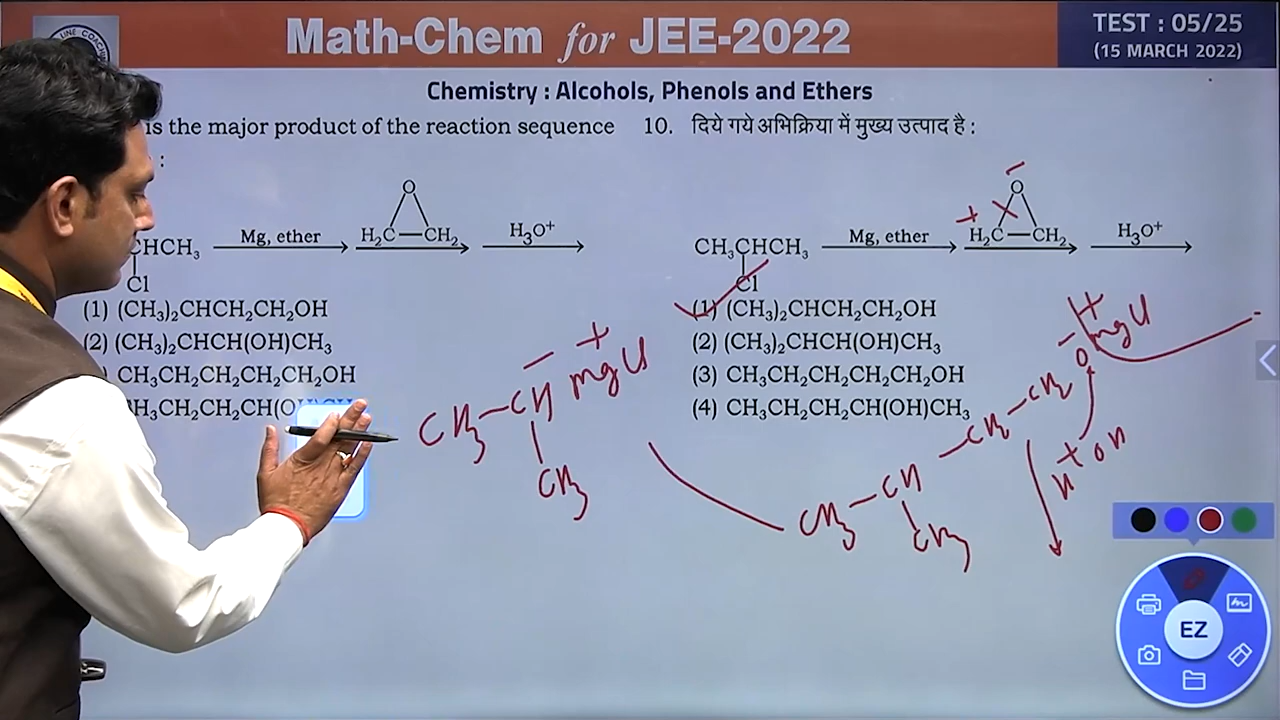 LINE COACHI
Math-Chem for JEE-2022
TEST : 05/25
(15 MARCH 2022)
Chemistry : Alcohols, Phenols and Ethers
is the major product of the reaction sequence
:
CHCH₃
Cl
Mg, ether
O
H₂C—CH₂
H₃O⁺
(1) (CH₃)₂CHCH₂CH₂OH
(2) (CH₃)₂CHCH(OH)CH₃
CH₃CH₂CH₂CH₂CH₂OH
H₃CH₂CH₂CH(OH)CH₃
10. दिये गये अभिक्रिया में मुख्य उत्पाद है :
CH₃CHCH₃
Cl
Mg, ether
+ −
O
H₂C—CH₂
H₃O⁺
(1) (CH₃)₂CHCH₂CH₂OH
(2) (CH₃)₂CHCH(OH)CH₃
(3) CH₃CH₂CH₂CH₂CH₂OH
(4) CH₃CH₂CH₂CH(OH)CH₃
− +
CH₃—CH mgCl
CH₃
CH₃—CH—CH₂—CH₂
O⁻ mgCl
+
CH₃
H⁺ OH
EZ